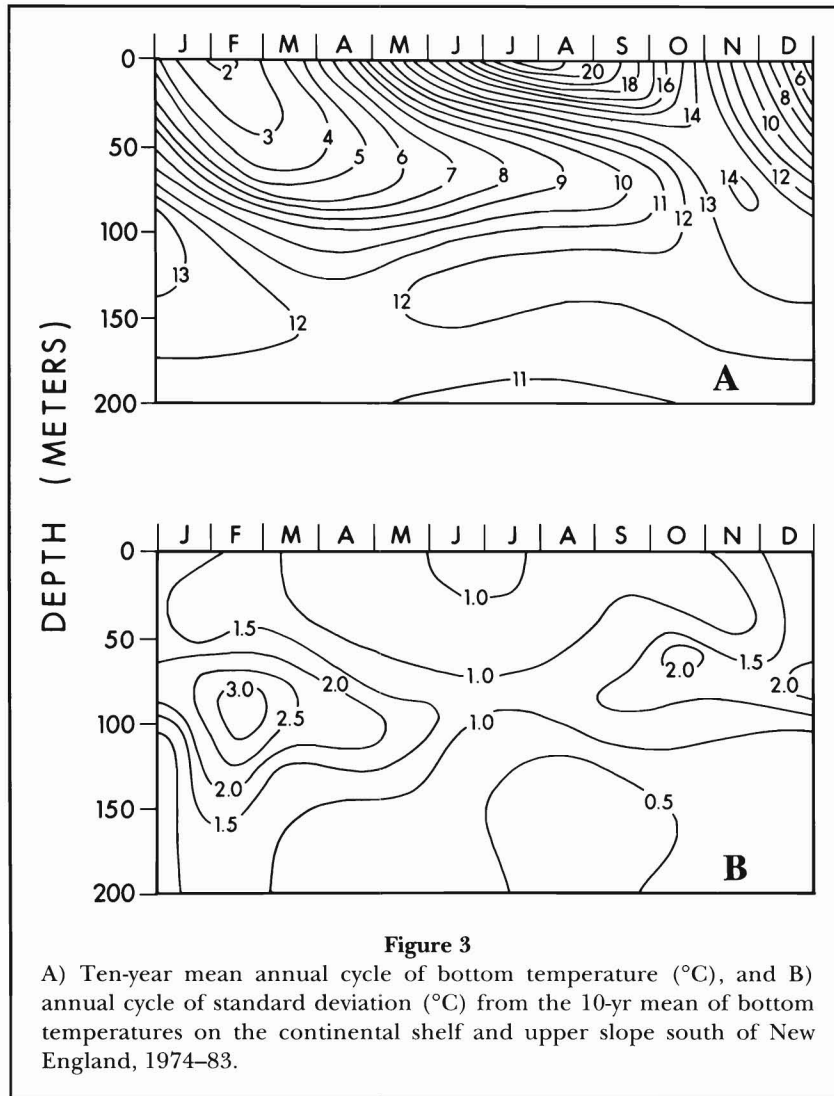 J F M A M J J A S O N D
0
2 20 6
18 16 8
14 10
3 4
50
5 6 7 8 9 10 14 12
11 12 13
100
13
12 12
150
11 A
200
DEPTH (METERS)
J F M A M J J A S O N D
0
1.0
50
1.5 1.5
2.0 2.0
1.0
3.0 2.0
2.5
100
1.0
2.0
150
0.5
1.5
B
200
Figure 3
A) Ten-year mean annual cycle of bottom temperature (°C), and B)
annual cycle of standard deviation (°C) from the 10-yr mean of bottom
temperatures on the continental shelf and upper slope south of New
England, 1974–83.